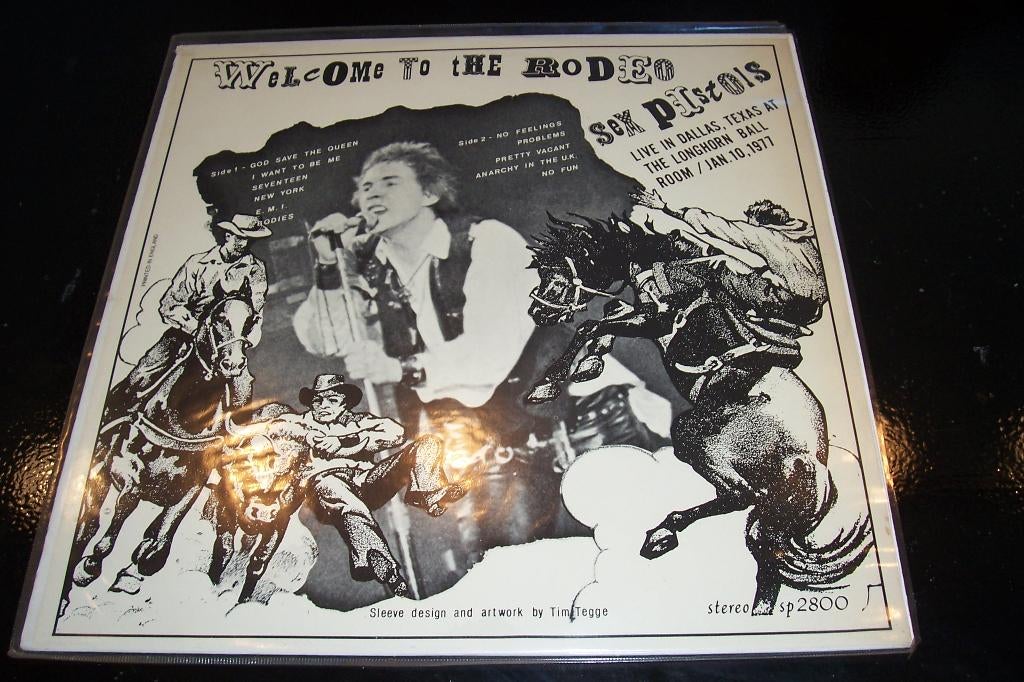 WELCOME TO THE RODEO
SEX PISTOLS
LIVE IN DALLAS, TEXAS AT
THE LONGHORN BALL
ROOM / JAN. 10, 1977
Side 1 - GOD SAVE THE QUEEN
I WANT TO BE ME
SEVENTEEN
NEW YORK
E.M.I.
BODIES
Side 2 - NO FEELINGS
PROBLEMS
PRETTY VACANT
ANARCHY IN THE U.K.
NO FUN
PRINTED IN ENGLAND
Sleeve design and artwork by Tim Tegge
stereo sp2800